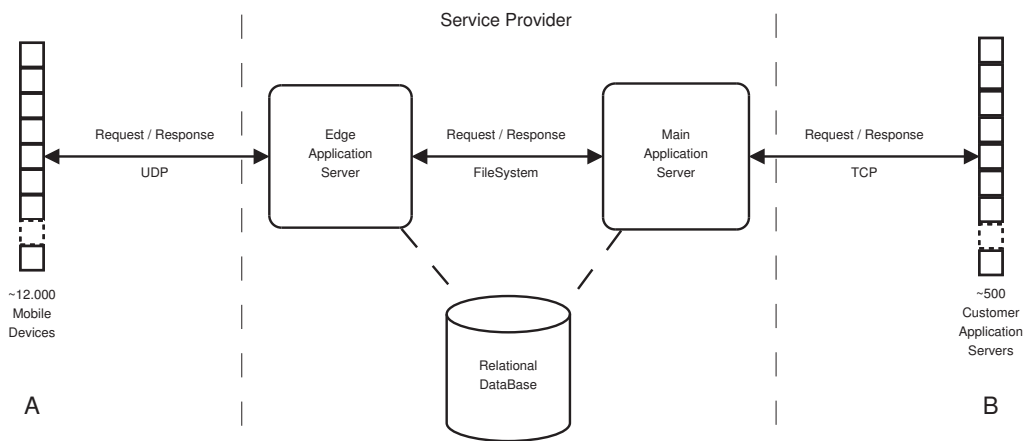 Service Provider
Request / Response
UDP
Edge
Application
Server
Request / Response
FileSystem
Main
Application
Server
Request / Response
TCP
~12.000
Mobile
Devices
~500
Customer
Application
Servers
Relational
DataBase
A
B